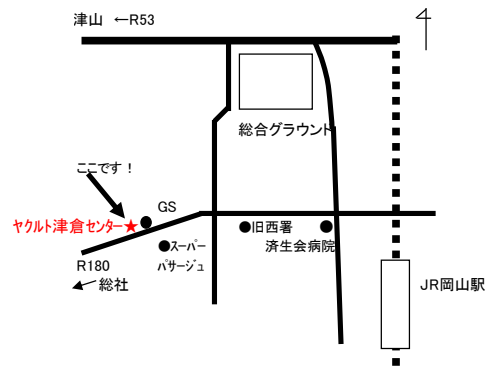 津山 ←R53
総合グラウンド
ここです！
GS
ヤクルト津倉センター★
●旧西署
済生会病院
●スーパー
パサージュ
R180
総社
JR岡山駅